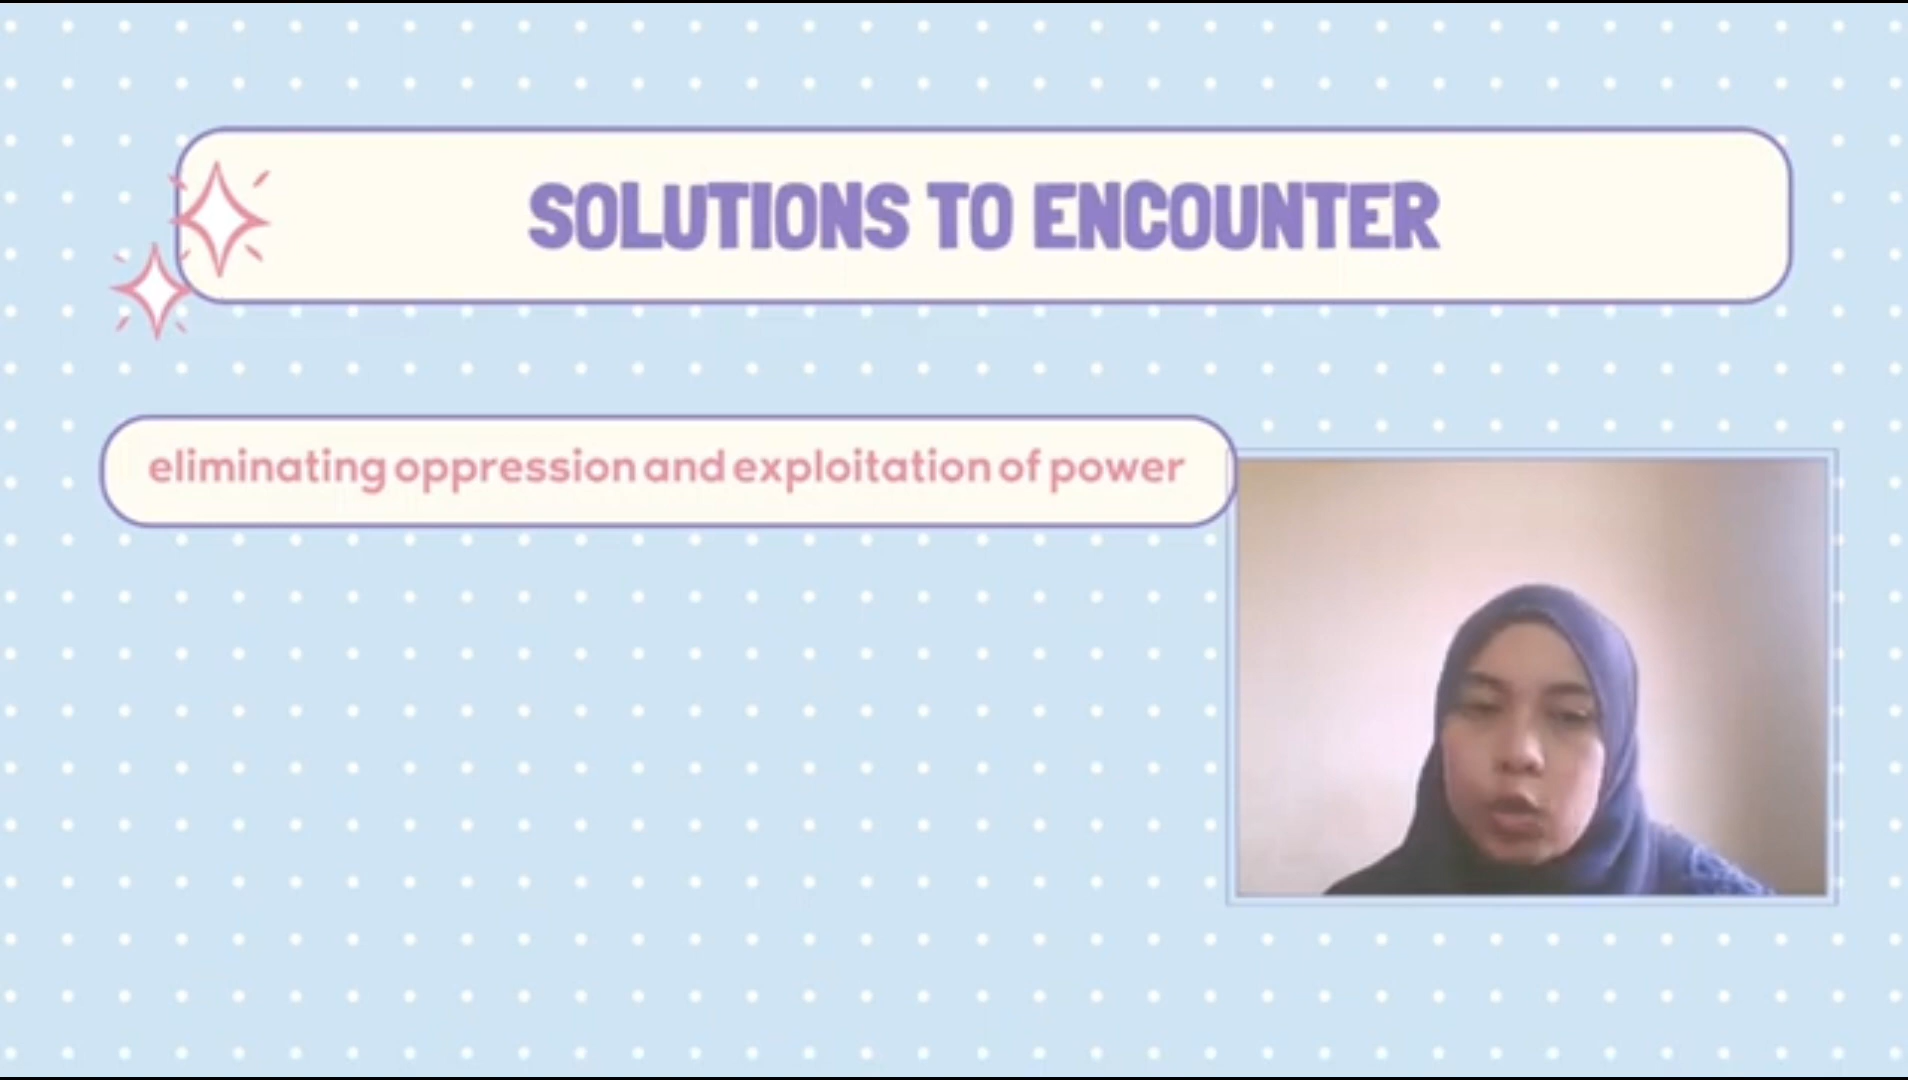 SOLUTIONS TO ENCOUNTER
eliminating oppression and exploitation of power